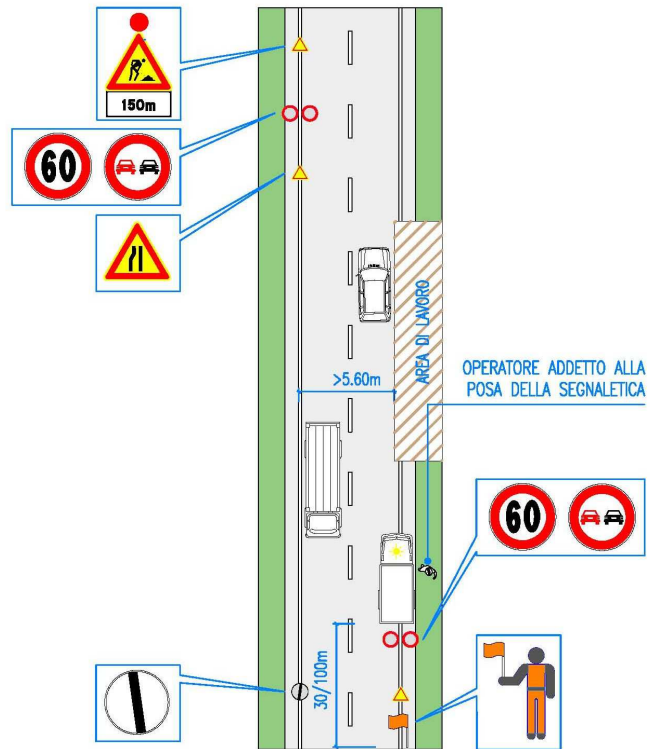 150m
60
AREA DI LAVORO
>5.60m
OPERATORE ADDETTO ALLA
POSA DELLA SEGNALETICA
60
30/100m